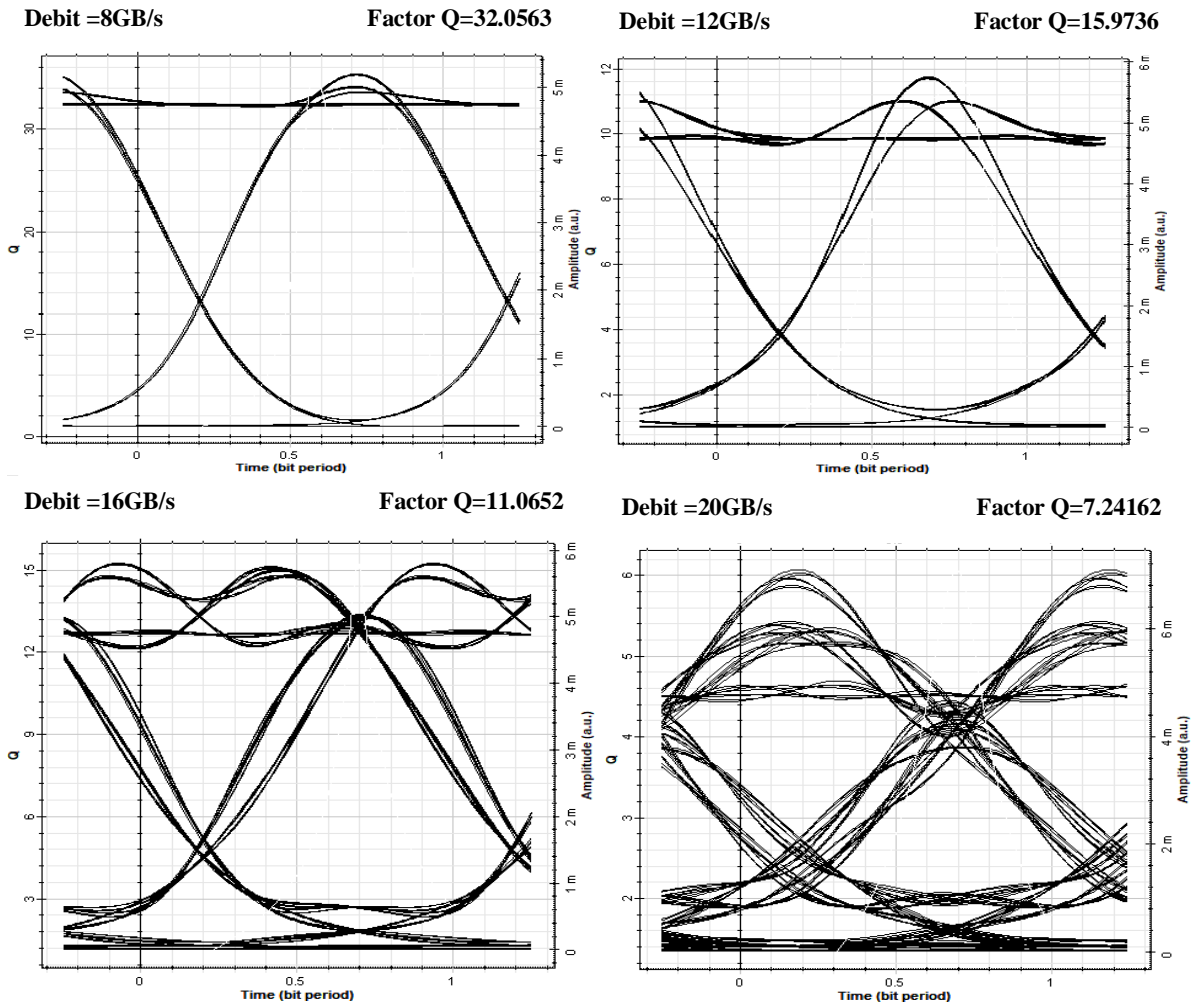 Debit =8GB/s Factor Q=32.0563
Debit =12GB/s Factor Q=15.9736
Q
0
10
20
30
Amplitude (a.u.)
0
1 m
2 m
3 m
4 m
5 m
0 0.5 1
Time (bit period)
Q
2
4
6
8
10
12
Amplitude (a.u.)
0
1 m
2 m
3 m
4 m
5 m
6 m
0 0.5 1
Time (bit period)
Debit =16GB/s Factor Q=11.0652
Debit =20GB/s Factor Q=7.24162
Q
3
6
9
12
15
Amplitude (a.u.)
0
1 m
2 m
3 m
4 m
5 m
6 m
0 0.5 1
Time (bit period)
Q
1
2
3
4
5
6
Amplitude (a.u.)
0
2 m
4 m
6 m
0 0.5 1
Time (bit period)